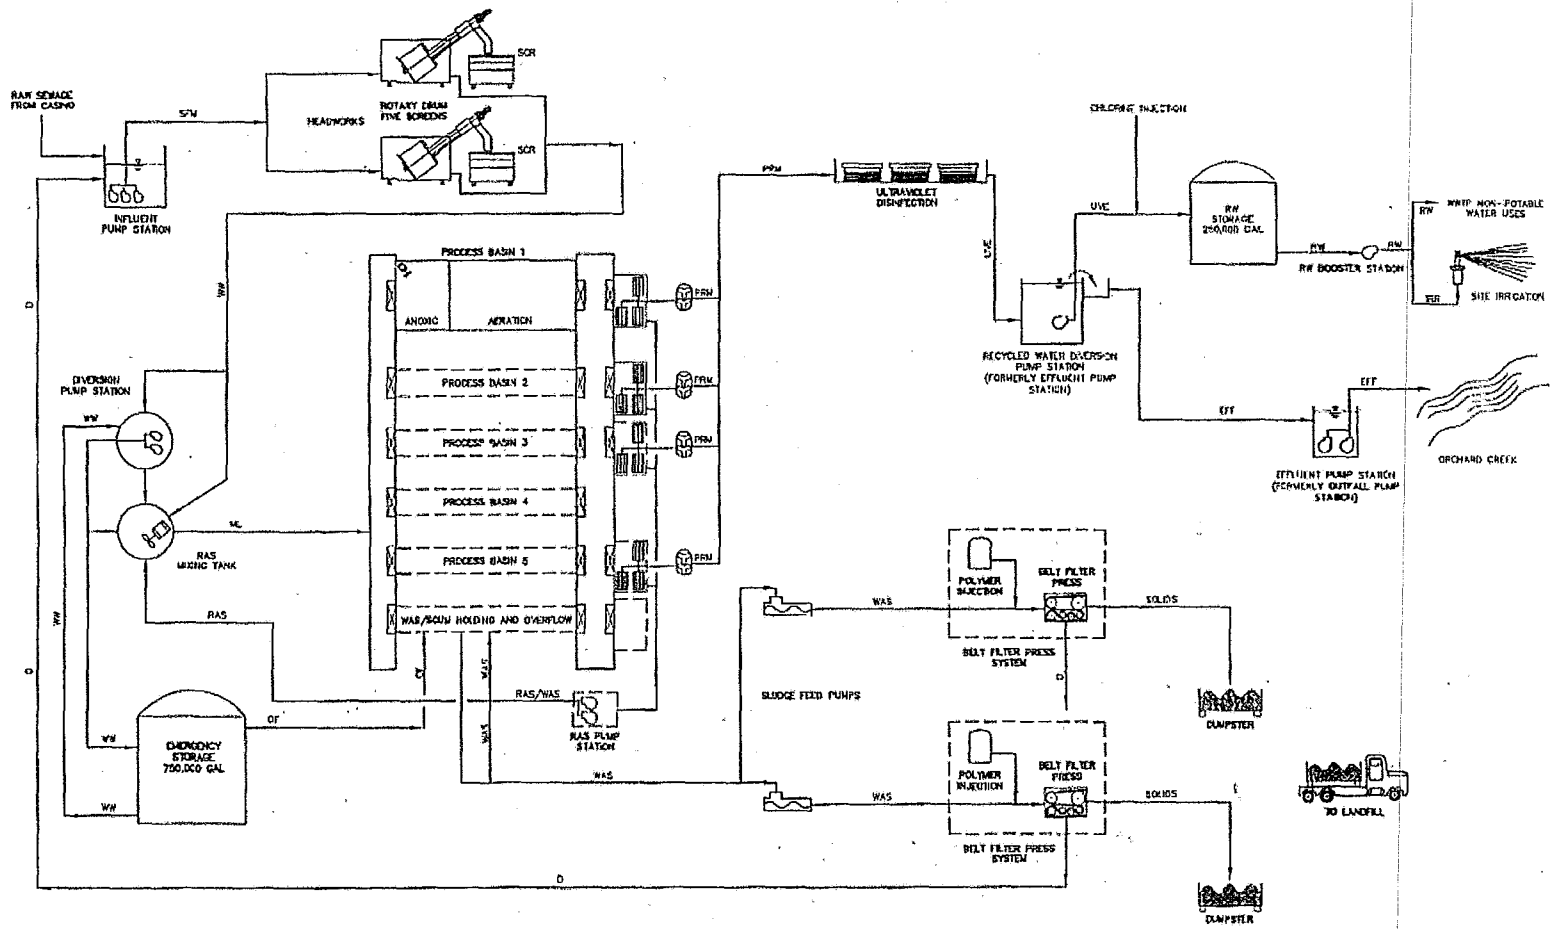 RAW SEWAGE
FROM CASINO
SCR
ROTARY DRUM
FINE SCREENS
HEADWORKS
SCR
INFLUENT
PUMP STATION
D
WW
PROCESS BASIN 1
ANOXIC
AERATION
PROCESS BASIN 2
PROCESS BASIN 3
PROCESS BASIN 4
PROCESS BASIN 5
WAS/SCUM HOLDING AND OVERFLOW
PRM
PRM
PRM
PRM
PRM
ULTRAVIOLET
DISINFECTION
CHLORINE INJECTION
UVE
UVE
RW
STORAGE
250,000 GAL
RW
RW
RW BOOSTER STATION
RW
WWTP NON-POTABLE
WATER USES
RW
SITE IRRIGATION
RECYCLED WATER DIVERSION
PUMP STATION
(FORMERLY EFFLUENT PUMP
STATION)
EFF
EFF
ORCHARD CREEK
EFFLUENT PUMP STATION
(FORMERLY OUTFALL PUMP
STATION)
DIVERSION
PUMP STATION
WW
ML
RAS
MIXING TANK
RAS
WW
D
RAS/WAS
RAS PUMP
STATION
OF
OF
EMERGENCY
STORAGE
750,000 GAL
WW
WW
WAS
SLUDGE FEED PUMPS
WAS
POLYMER
INJECTION
BELT FILTER
PRESS
SOLIDS
BELT FILTER PRESS
SYSTEM
D
DUMPSTER
WAS
POLYMER
INJECTION
BELT FILTER
PRESS
SOLIDS
BELT FILTER PRESS
SYSTEM
TO LANDFILL
D
DUMPSTER